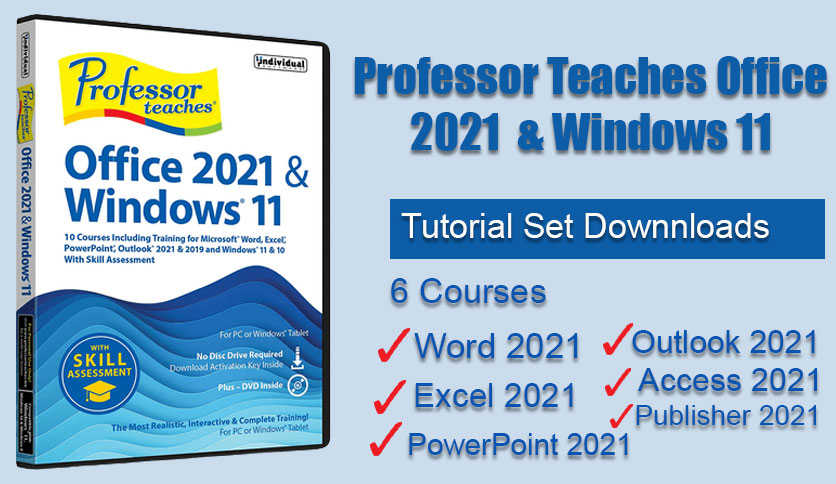 individual
SOFTWARE
Professor
teaches®
Office 2021 &
Windows® 11
10 Courses Including Training for Microsoft® Word, Excel®,
PowerPoint®, Outlook® 2021 & 2019 and Windows® 11 & 10
With Skill Assessment
For PC or Windows® Tablet
No Disc Drive Required
Download Activation Key Inside
Plus – DVD Inside
WITH
SKILL
ASSESSMENT
The Most Realistic, Interactive & Complete Training!
For PC or Windows® Tablet
Professor
teaches
Office 2021 & Windows 11
Professor Teaches Office
2021 & Windows 11
Tutorial Set Downnloads
6 Courses
Word 2021
Excel 2021
PowerPoint 2021
Outlook 2021
Access 2021
Publisher 2021